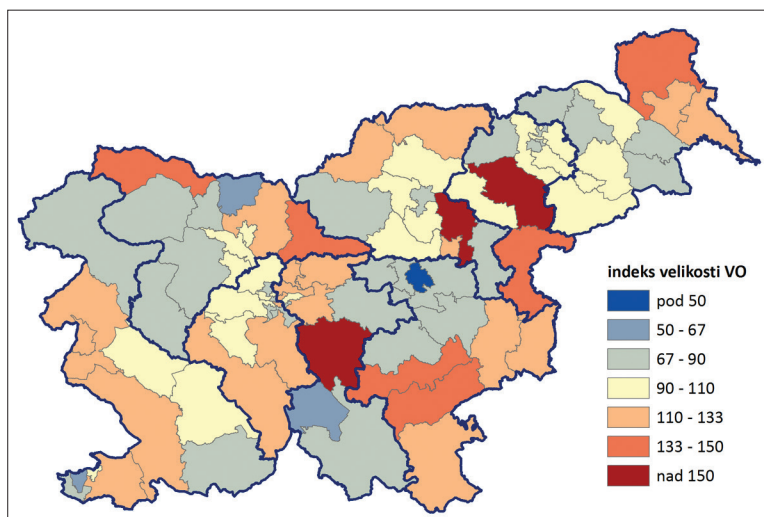 indeks velikosti VO
pod 50
50 - 67
67 - 90
90 - 110
110 - 133
133 - 150
nad 150